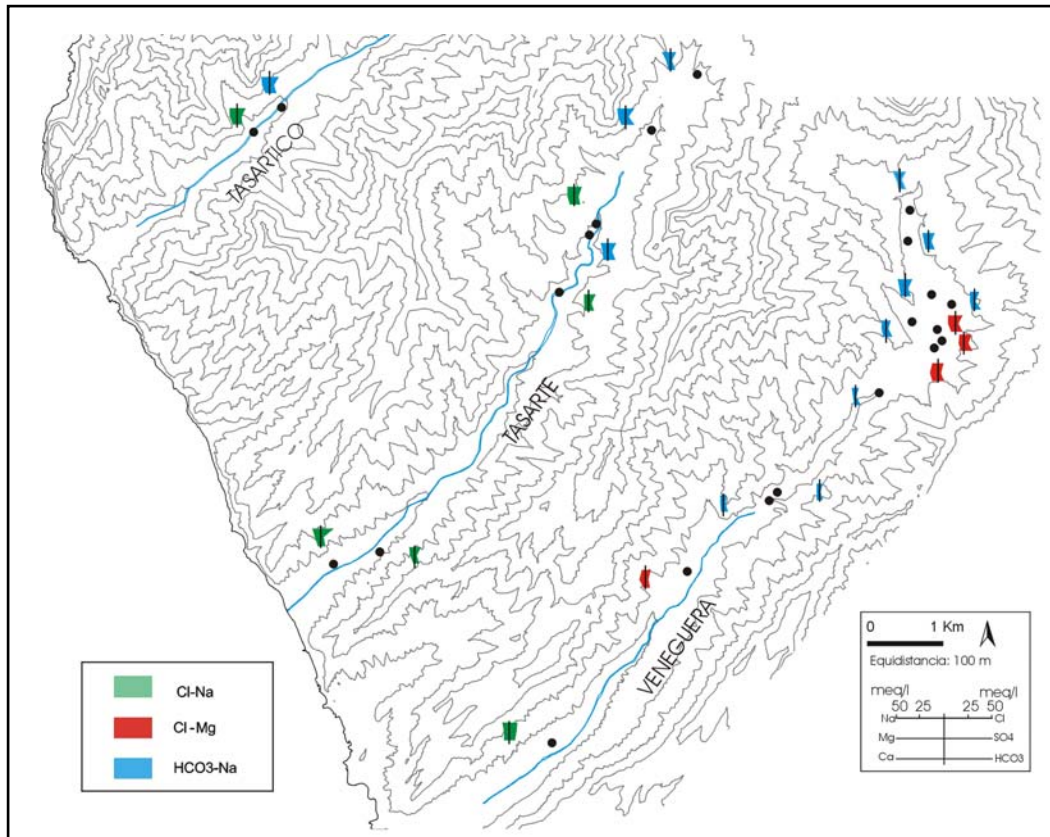 TASARTICO
TASARTE
VENEGUERA
Cl-Na
Cl-Mg
HCO3-Na
0 1 Km
Equidistancia: 100 m
meq/l meq/l
50 25 25 50
Na Cl
Mg SO4
Ca HCO3